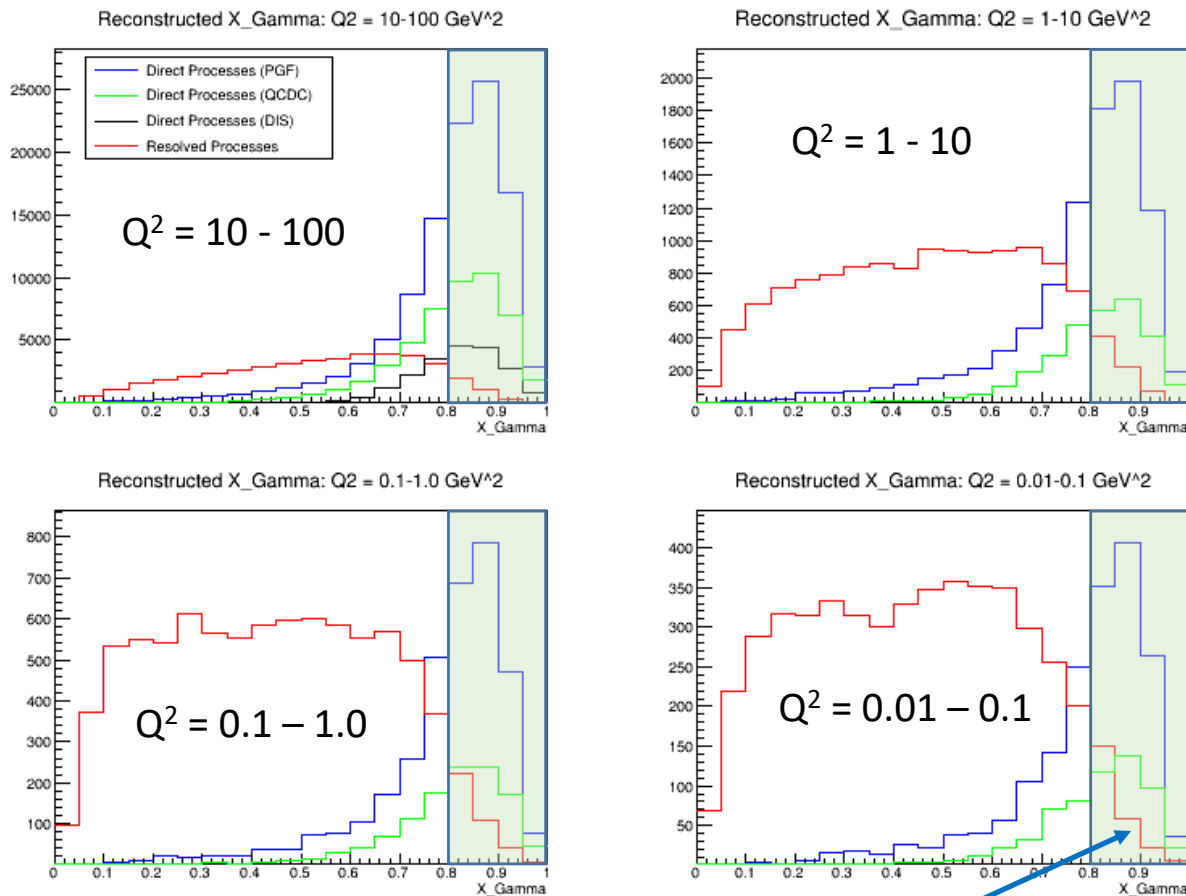 Reconstructed X_Gamma: Q2 = 10-100 GeV^2
25000
20000
15000
10000
5000
Direct Processes (PGF)
Direct Processes (QCDC)
Direct Processes (DIS)
Resolved Processes
Q² = 10 - 100
0 0.1 0.2 0.3 0.4 0.5 0.6 0.7 0.8 0.9 1
X_Gamma
Reconstructed X_Gamma: Q2 = 1-10 GeV^2
2000
1800
1600
1400
1200
1000
800
600
400
200
Q² = 1 - 10
0 0.1 0.2 0.3 0.4 0.5 0.6 0.7 0.8 0.9
X_Gamma
Reconstructed X_Gamma: Q2 = 0.1-1.0 GeV^2
800
700
600
500
400
300
200
100
Q² = 0.1 – 1.0
0 0.1 0.2 0.3 0.4 0.5 0.6 0.7 0.8 0.9 1
X_Gamma
Reconstructed X_Gamma: Q2 = 0.01-0.1 GeV^2
400
350
300
250
200
150
100
50
Q² = 0.01 – 0.1
0 0.1 0.2 0.3 0.4 0.5 0.6 0.7 0.8 0.9
X_Gamma